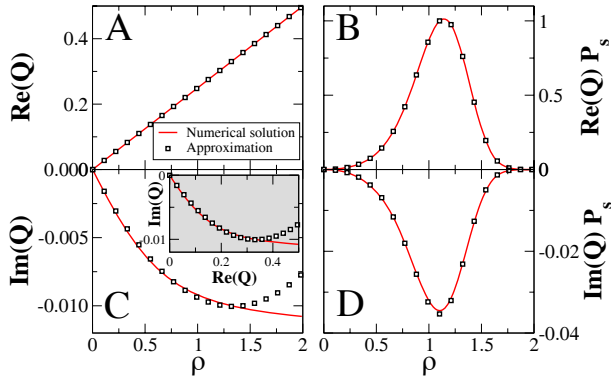 A
Re(Q)
0.4
0.2
0.000
Numerical solution
Approximation
B
Re(Q) P_s
1
0.5
0
C
Im(Q)
-0.005
-0.010
0 0.5 1 1.5 2
ρ
Im(Q)
0
-0.01
0 0.2 0.4
Re(Q)
D
Im(Q) P_s
-0.02
-0.04
0 0.5 1 1.5 2
ρ